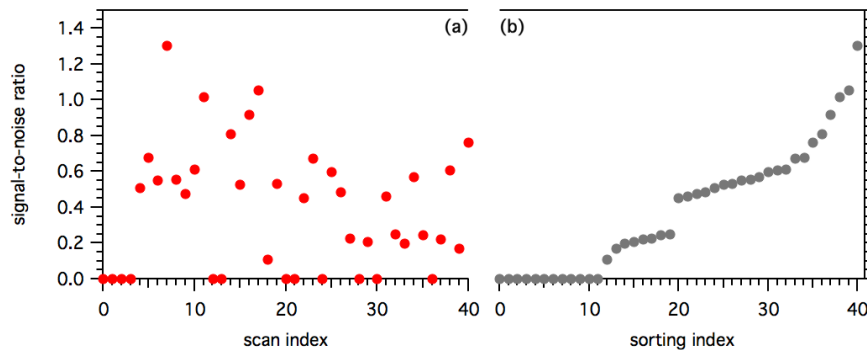 (a)
(b)
signal-to-noise ratio
1.4
1.2
1.0
0.8
0.6
0.4
0.2
0.0
0 10 20 30 40
0 10 20 30 40
scan index
sorting index